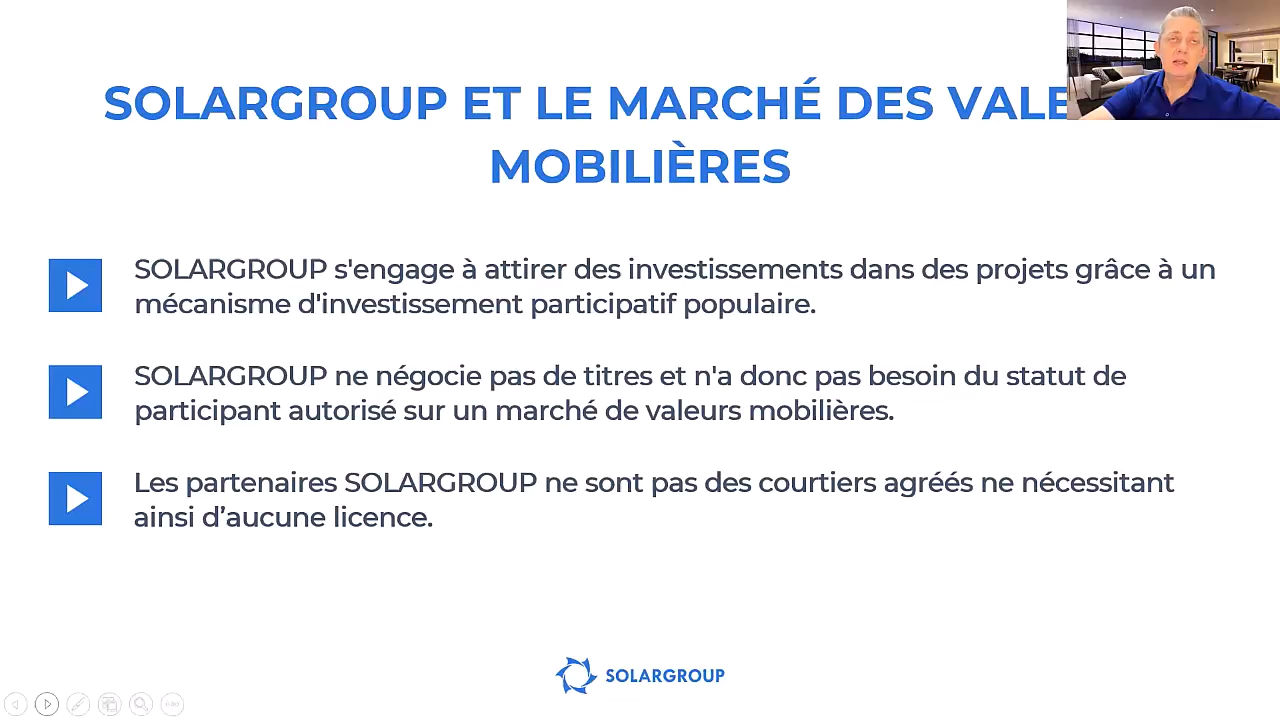 SOLARGROUP ET LE MARCHÉ DES
MOBILIÈRES
SOLARGROUP s'engage à attirer des investissements dans des projets grâce à un
mécanisme d'investissement participatif populaire.
SOLARGROUP ne négocie pas de titres et n'a donc pas besoin du statut de
participant autorisé sur un marché de valeurs mobilières.
Les partenaires SOLARGROUP ne sont pas des courtiers agréés ne nécessitant
ainsi d’aucune licence.
SOLARGROUP